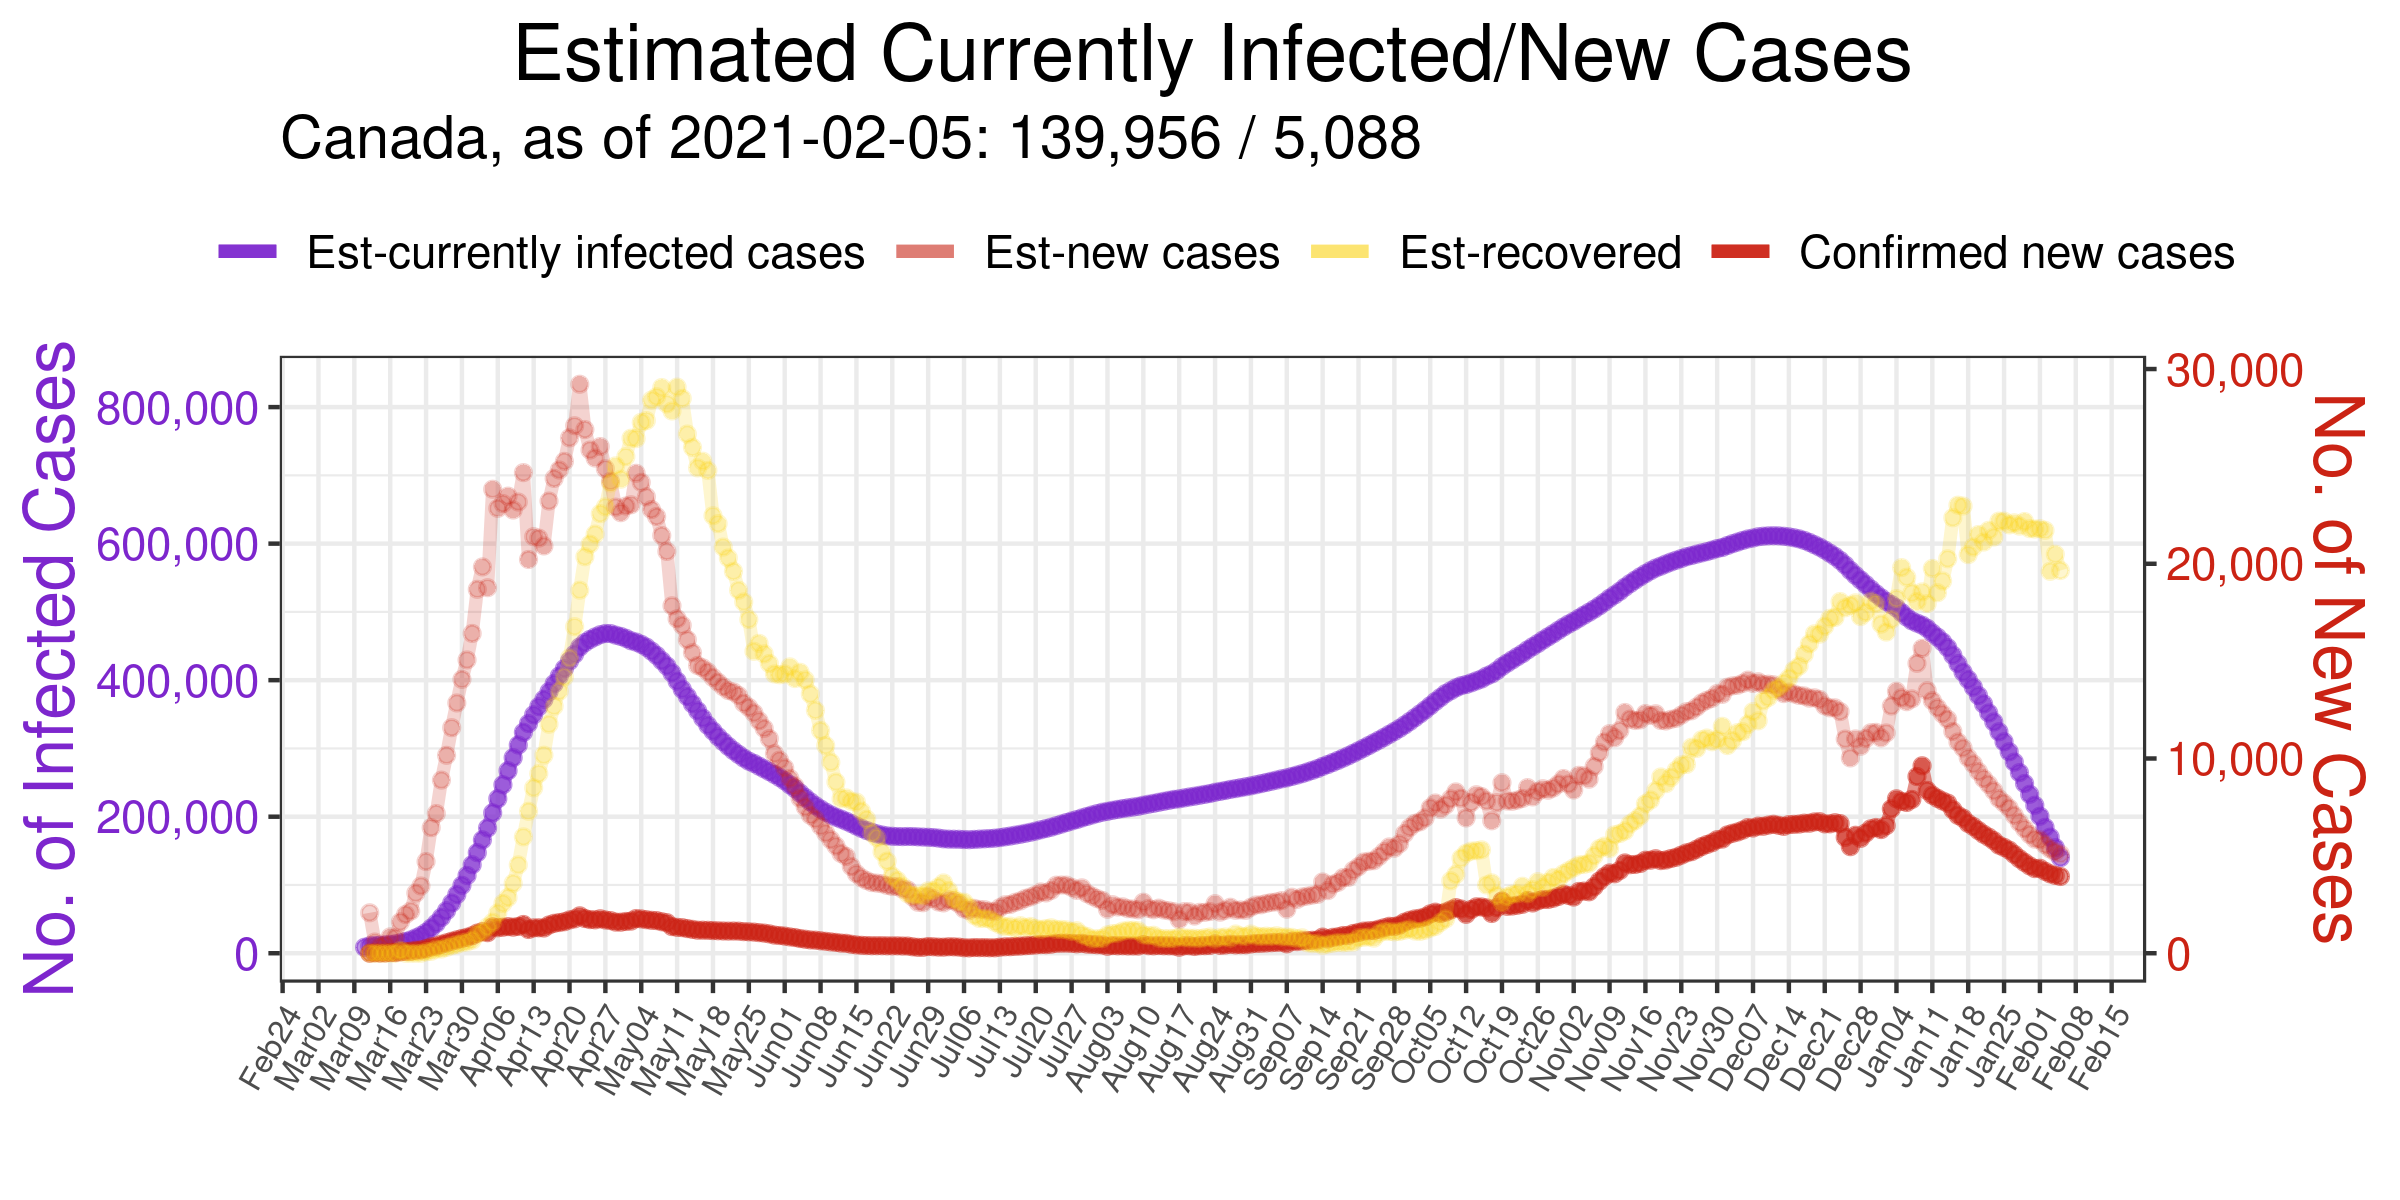 Estimated Currently Infected/New Cases
Canada, as of 2021-02-05: 139,956 / 5,088
Est-currently infected cases Est-new cases Est-recovered Confirmed new cases
No. of Infected Cases
800,000
600,000
400,000
200,000
0
30,000
20,000
10,000
0
No. of New Cases
Feb24 Mar02 Mar09 Mar16 Mar23 Mar30 Apr06 Apr13 Apr20 Apr27 May04 May11 May18 May25 Jun01 Jun08 Jun15 Jun22 Jun29 Jul06 Jul13 Jul20 Jul27 Aug03 Aug10 Aug17 Aug24 Aug31 Sep07 Sep14 Sep21 Sep28 Oct05 Oct12 Oct19 Oct26 Nov02 Nov09 Nov16 Nov23 Nov30 Dec07 Dec14 Dec21 Dec28 Jan04 Jan11 Jan18 Jan25 Feb01 Feb08 Feb15